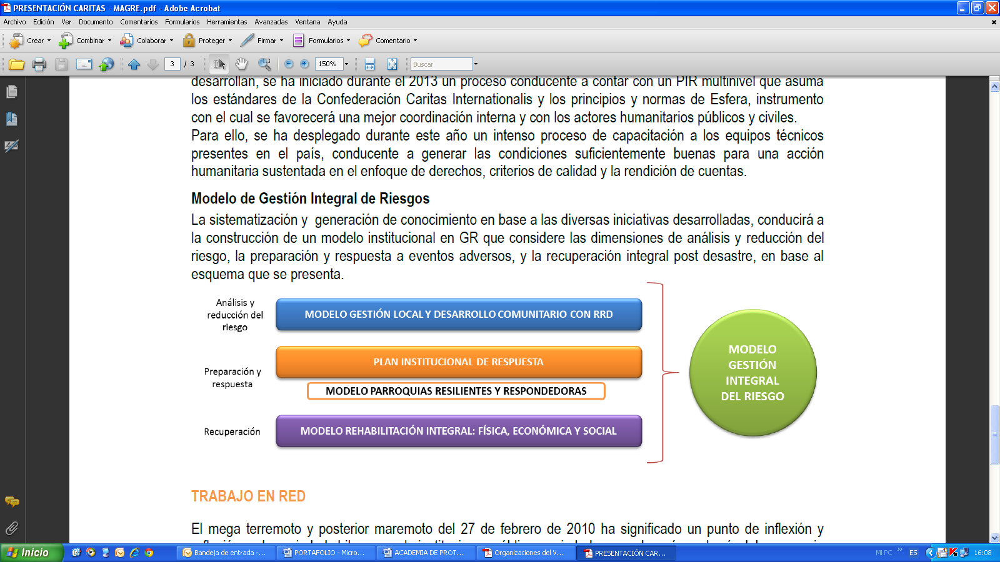 PRESENTACIÓN CARITAS - MAGRE.pdf - Adobe Acrobat
Archivo Edición Ver Documento Comentarios Formularios Herramientas Avanzadas Ventana Ayuda
Crear Combinar Colaborar Proteger Firmar Formularios Comentario
3 / 3 150% Buscar
desarrollan, se ha iniciado durante el 2013 un proceso conducente a contar con un PIR multinivel que asuma
los estándares de la Confederación Caritas Internationalis y los principios y normas de Esfera, instrumento
con el cual se favorecerá una mejor coordinación interna y con los actores humanitarios públicos y civiles.
Para ello, se ha desplegado durante este año un intenso proceso de capacitación a los equipos técnicos
presentes en el país, conducente a generar las condiciones suficientemente buenas para una acción
humanitaria sustentada en el enfoque de derechos, criterios de calidad y la rendición de cuentas.
Modelo de Gestión Integral de Riesgos
La sistematización y generación de conocimiento en base a las diversas iniciativas desarrolladas, conducirá a
la construcción de un modelo institucional en GR que considere las dimensiones de análisis y reducción del
riesgo, la preparación y respuesta a eventos adversos, y la recuperación integral post desastre, en base al
esquema que se presenta.
Análisis y
reducción del
riesgo
MODELO GESTIÓN LOCAL Y DESARROLLO COMUNITARIO CON RRD
Preparación y
respuesta
PLAN INSTITUCIONAL DE RESPUESTA
MODELO PARROQUIAS RESILIENTES Y RESPONDEDORAS
Recuperación
MODELO REHABILITACIÓN INTEGRAL: FÍSICA, ECONÓMICA Y SOCIAL
MODELO
GESTIÓN
INTEGRAL
DEL RIESGO
TRABAJO EN RED
El mega terremoto y posterior maremoto del 27 de febrero de 2010 ha significado un punto de inflexión y
Inicio Bandeja de entrada -... PORTAFOLIO - Micro... ACADEMIA DE PROT... Organizaciones del V... PRESENTACIÓN CAR... Mi PC ES 16:08